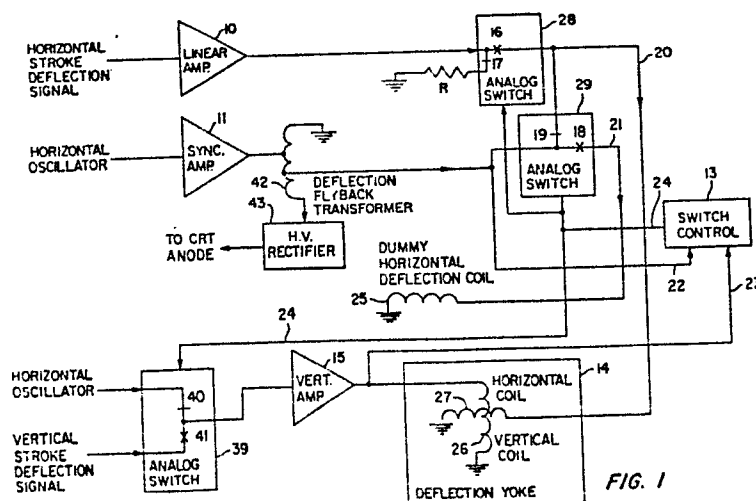 10
28
HORIZONTAL
STROKE
DEFLECTION
SIGNAL
LINEAR
AMP.
16
17
R
ANALOG
SWITCH
20
29
11
HORIZONTAL
OSCILLATOR
SYNC.
AMP.
19
18
21
ANALOG
SWITCH
42
DEFLECTION
FLYBACK
TRANSFORMER
43
H.V.
RECTIFIER
TO CRT
ANODE
24
13
SWITCH
CONTROL
DUMMY
HORIZONTAL
DEFLECTION COIL
22
23
25
24
15
14
HORIZONTAL
OSCILLATOR
40
VERT.
AMP
HORIZONTAL
COIL
27
VERTICAL
STROKE
DEFLECTION
SIGNAL
41
26
VERTICAL
COIL
ANALOG
SWITCH
39
DEFLECTION YOKE
FIG. 1